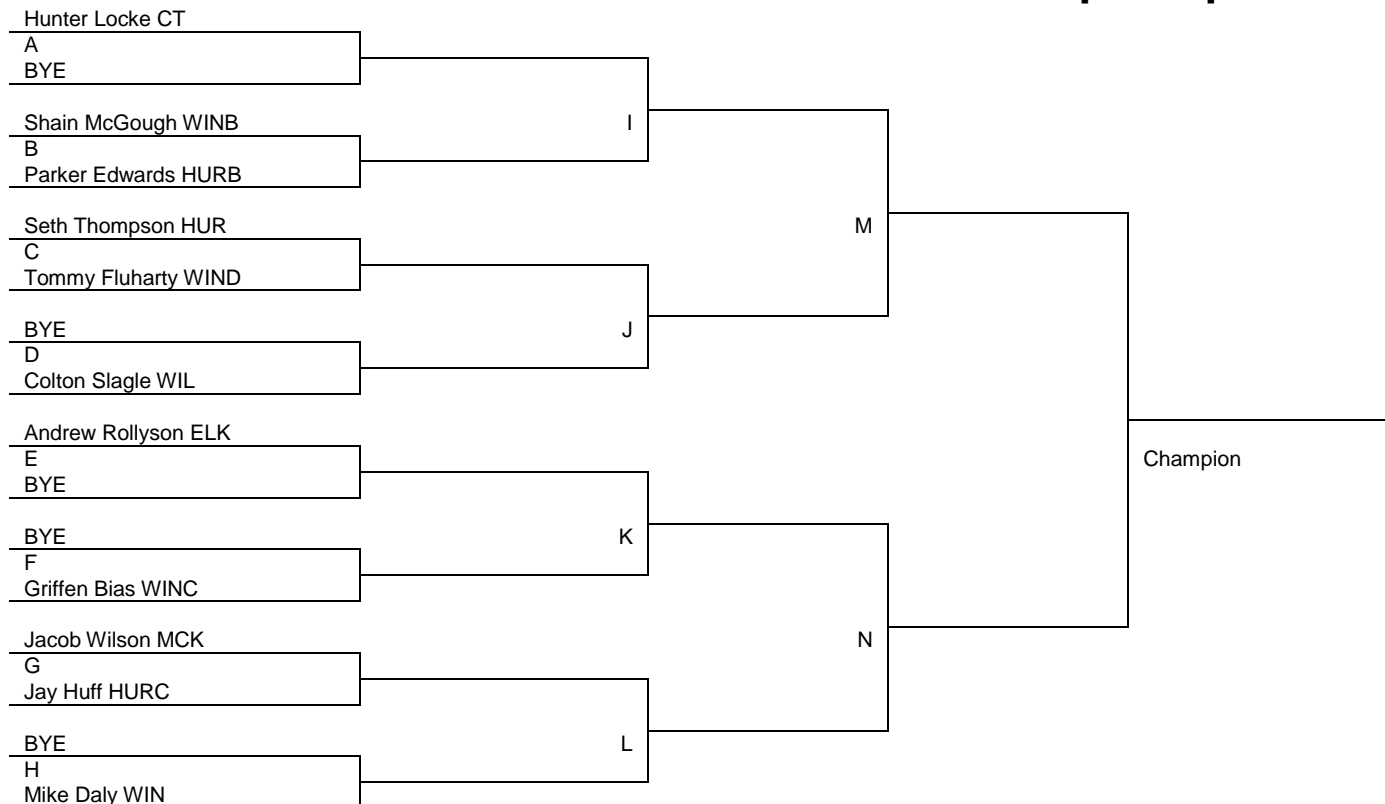 Hunter Locke CT
A
BYE
Shain McGough WINB
I
B
Parker Edwards HURB
Seth Thompson HUR
M
C
Tommy Fluharty WIND
BYE
J
D
Colton Slagle WIL
Andrew Rollyson ELK
E
Champion
BYE
BYE
K
F
Griffen Bias WINC
Jacob Wilson MCK
N
G
Jay Huff HURC
BYE
L
H
Mike Daly WIN